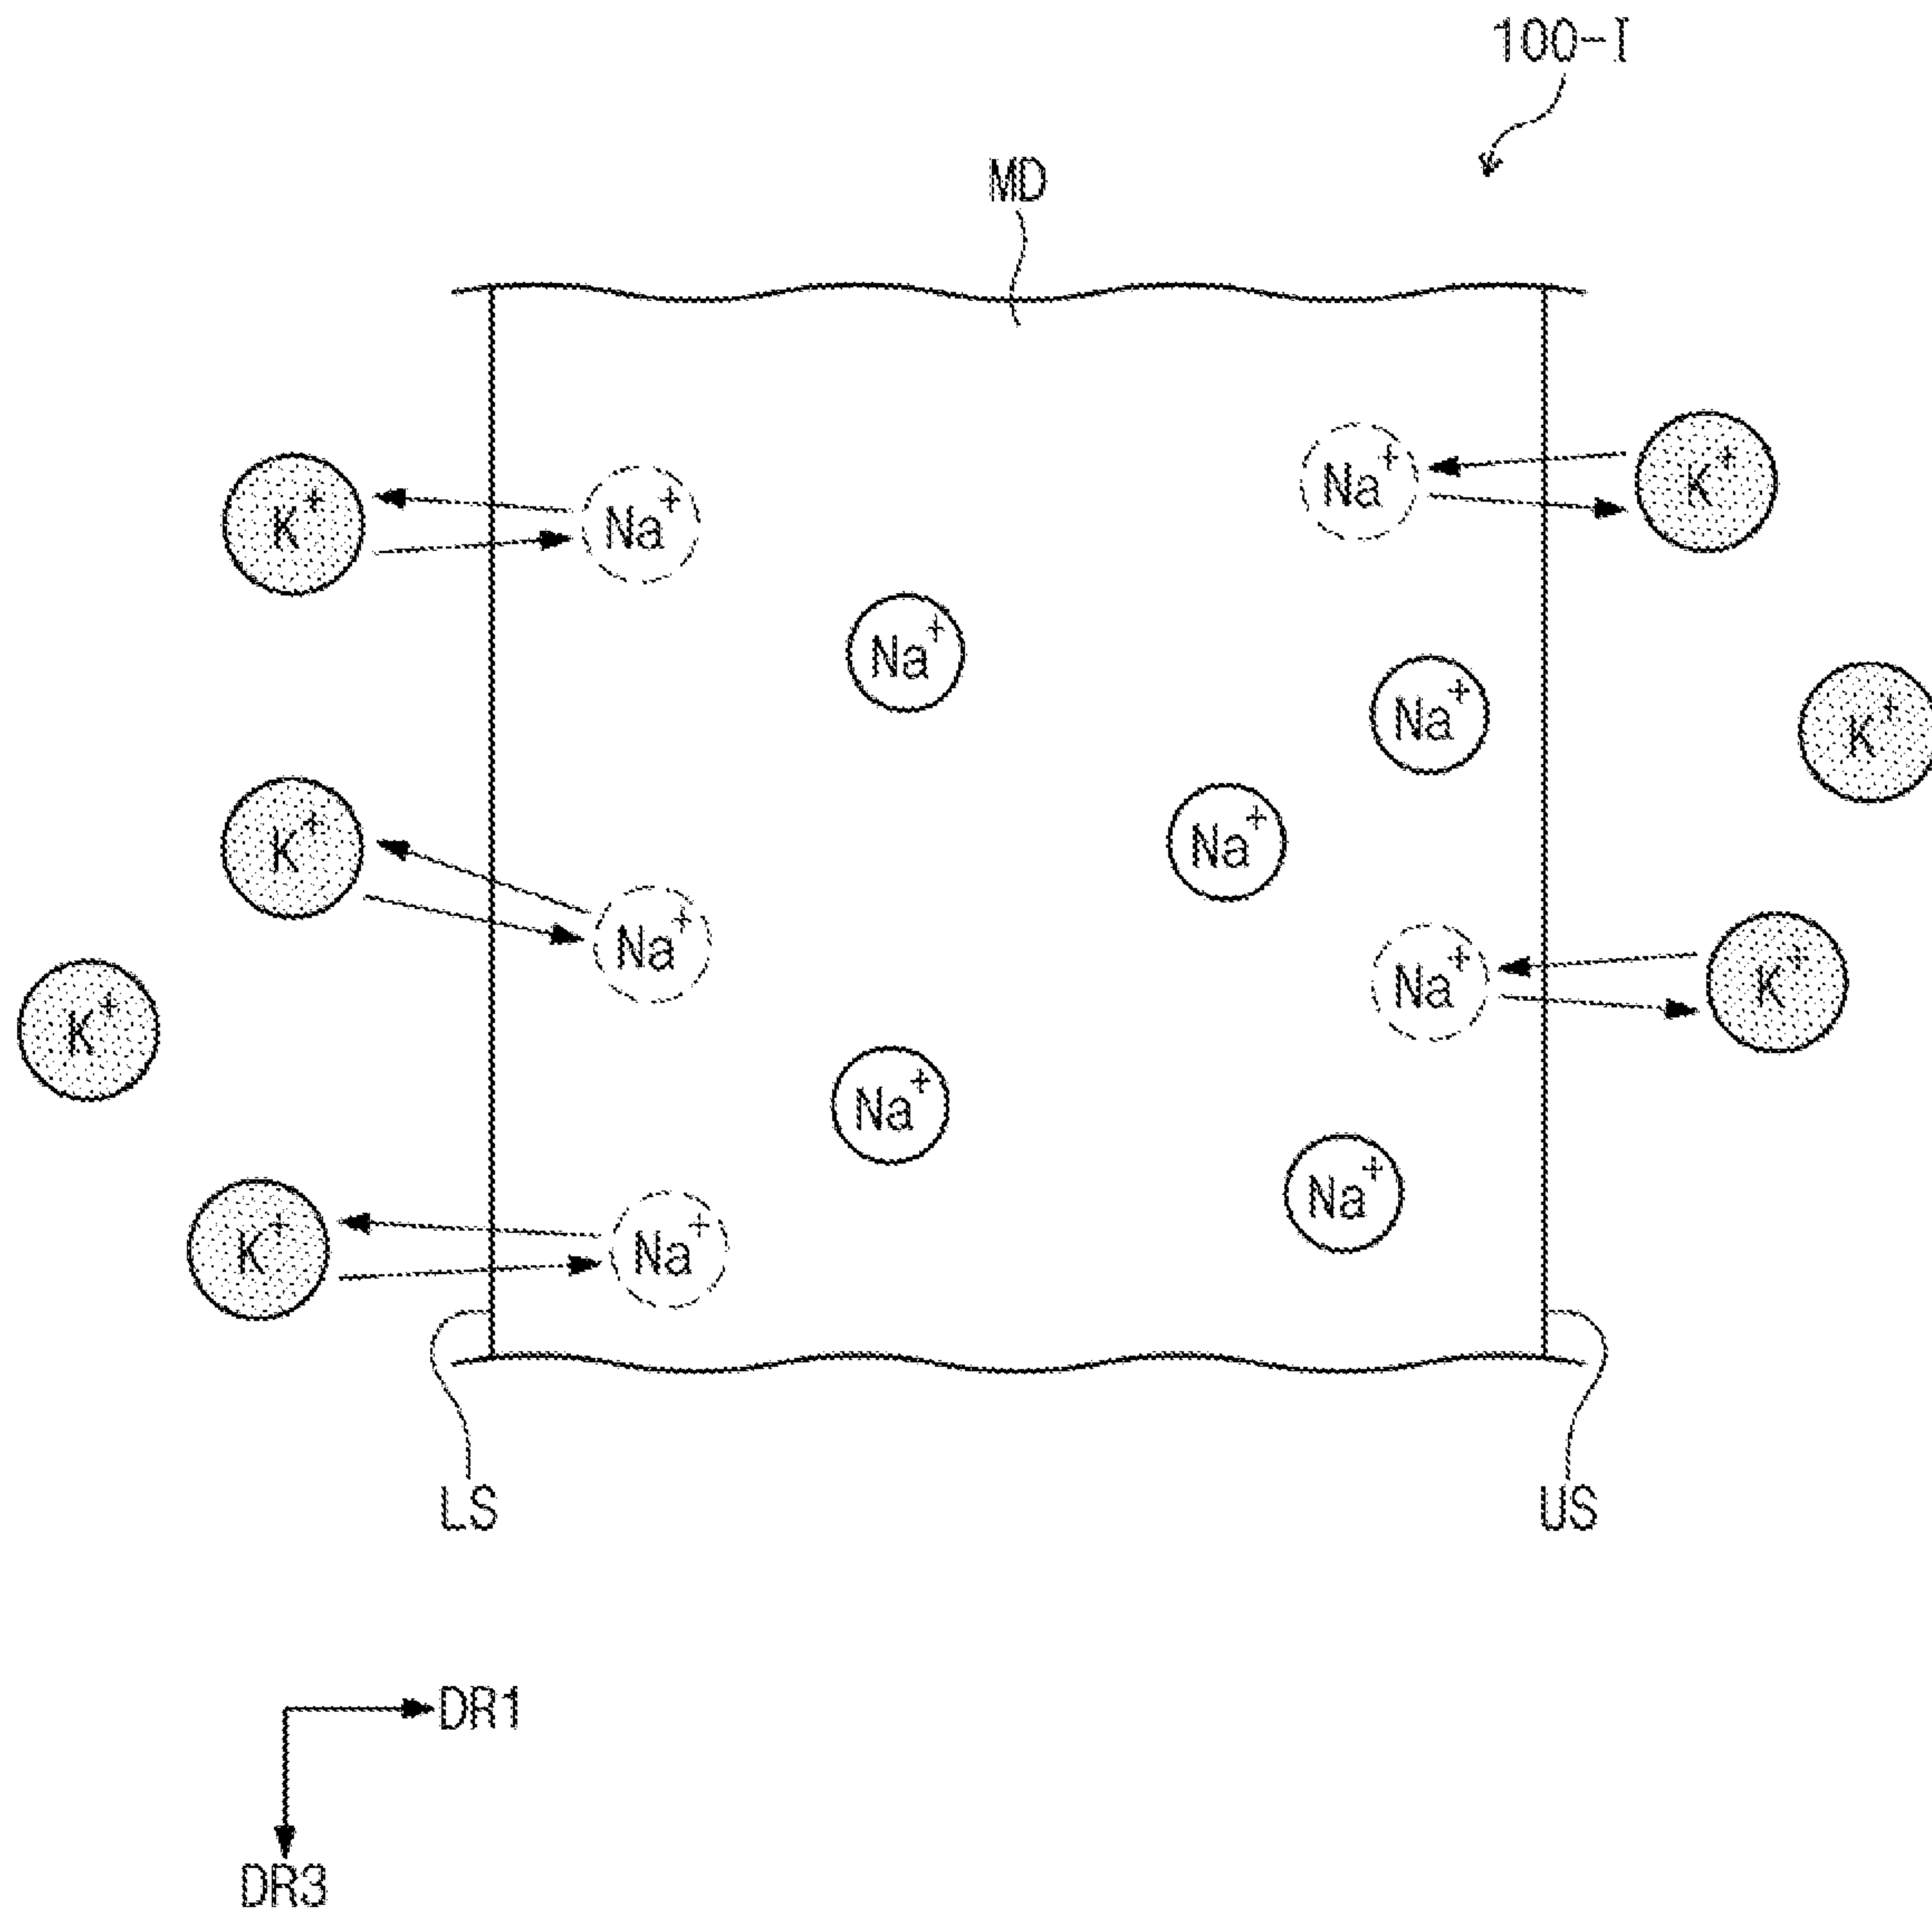 100-I
MD
Na⁺ K⁺
K⁺ Na⁺
Na⁺
Na⁺ K⁺
Na⁺
K⁺
Na⁺
Na⁺ K⁺
K⁺
Na⁺
Na⁺
K⁺ Na⁺
LS US
DR1
DR3